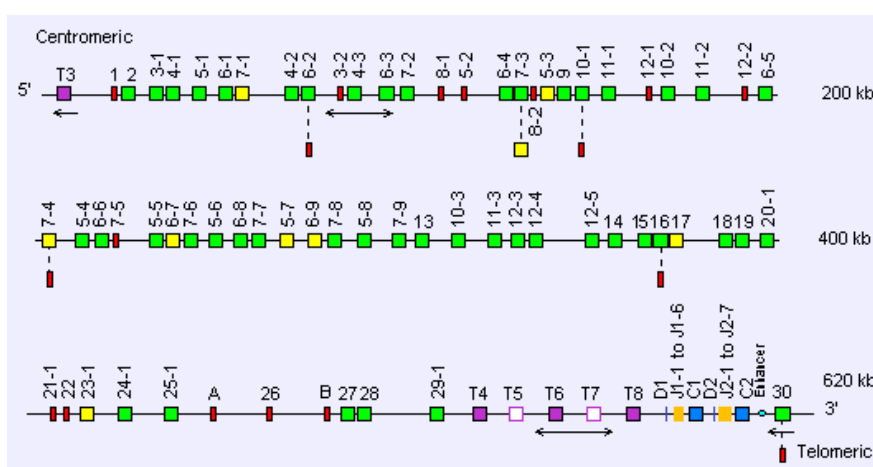 Centromeric
5' T3 1 2 3-1 4-1 5-1 6-1 7-1 4-2 6-2 3-2 4-3 6-3 7-2 8-1 5-2 6-4 7-3 8-2 5-3 9 10-1 11-1 12-1 10-2 11-2 12-2 6-5 200 kb
7-4 5-4 6-6 7-5 5-5 6-7 7-6 5-6 6-8 7-7 5-7 6-9 7-8 5-8 7-9 13 10-3 11-3 12-3 12-4 12-5 14 15 16 17 18 19 20-1 400 kb
21-1 22 23-1 24-1 25-1 A 26 B 27 28 29-1 T4 T5 T6 T7 T8 D1 J1-1 to J1-6 C1 D2 J2-1 to J2-7 C2 Enhancer 30 620 kb
3'
Telomeric